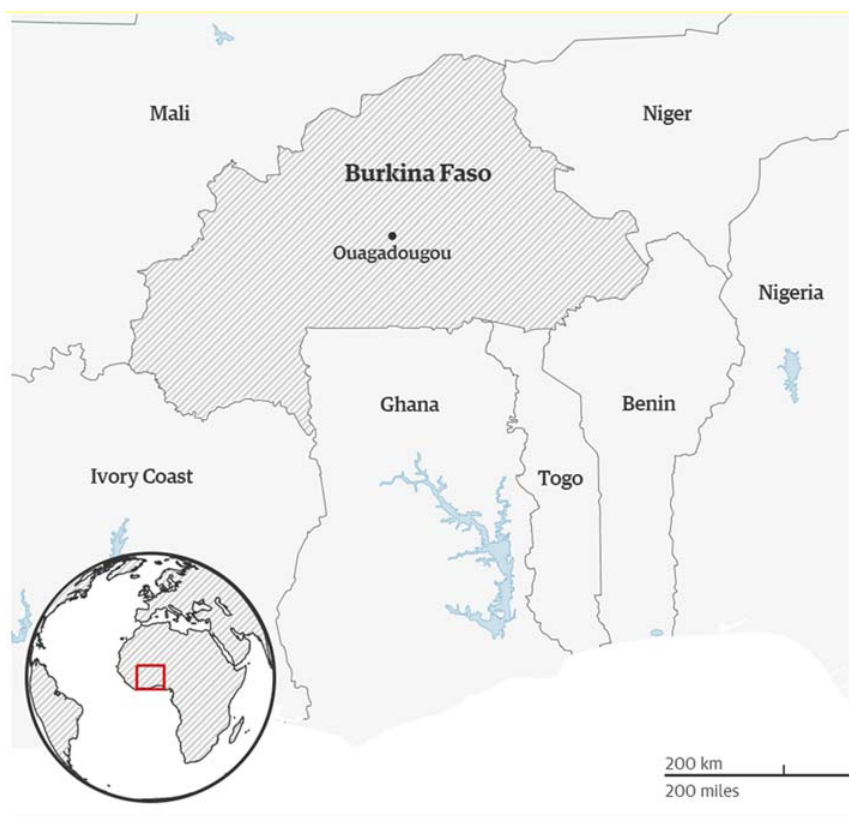 Mali
Niger
Burkina Faso
Ouagadougou
Nigeria
Ghana
Benin
Ivory Coast
Togo
200 km
200 miles